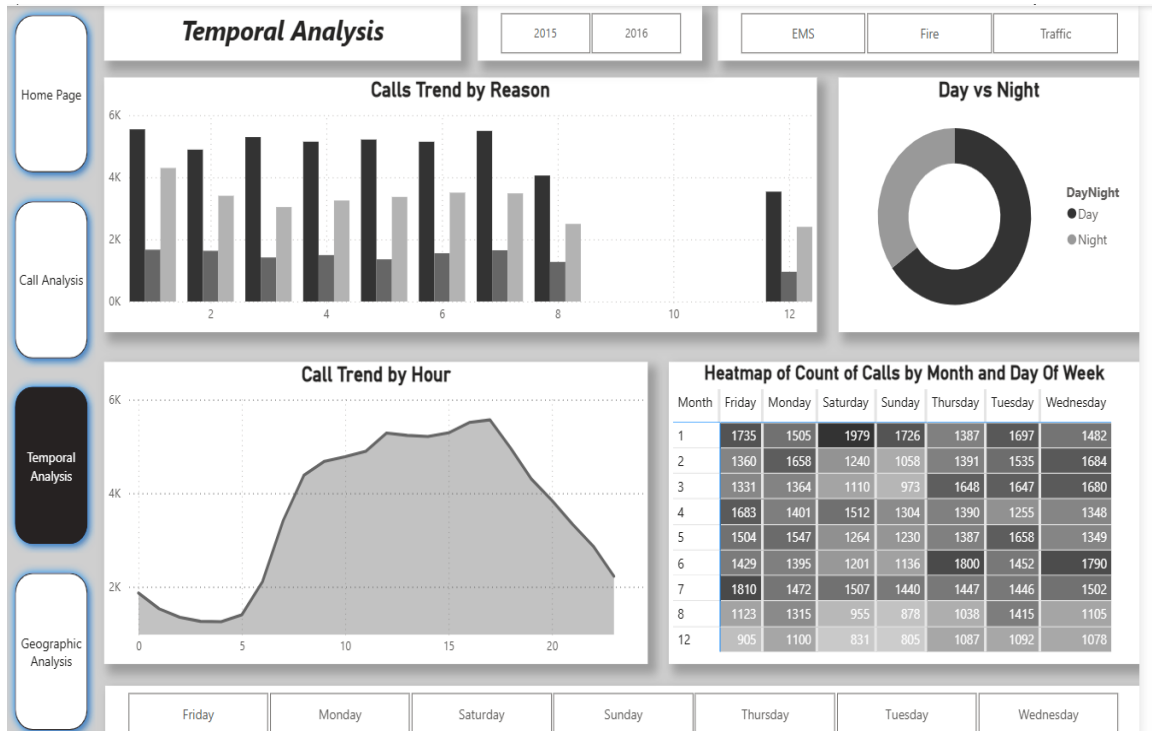 Temporal Analysis
2015 2016
EMS Fire Traffic
Home Page
Call Analysis
Temporal
Analysis
Geographic
Analysis
Calls Trend by Reason
6K
4K
2K
0K
2 4 6 8 10 12
Day vs Night
DayNight
Day
Night
Call Trend by Hour
6K
4K
2K
0 5 10 15 20
Heatmap of Count of Calls by Month and Day Of Week
Month Friday Monday Saturday Sunday Thursday Tuesday Wednesday
1 1735 1505 1979 1726 1387 1697 1482
2 1360 1658 1240 1058 1391 1535 1684
3 1331 1364 1110 973 1648 1647 1680
4 1683 1401 1512 1304 1390 1255 1348
5 1504 1547 1264 1230 1387 1658 1349
6 1429 1395 1201 1136 1800 1452 1790
7 1810 1472 1507 1440 1447 1446 1502
8 1123 1315 955 878 1038 1415 1105
12 905 1100 831 805 1087 1092 1078
Friday Monday Saturday Sunday Thursday Tuesday Wednesday